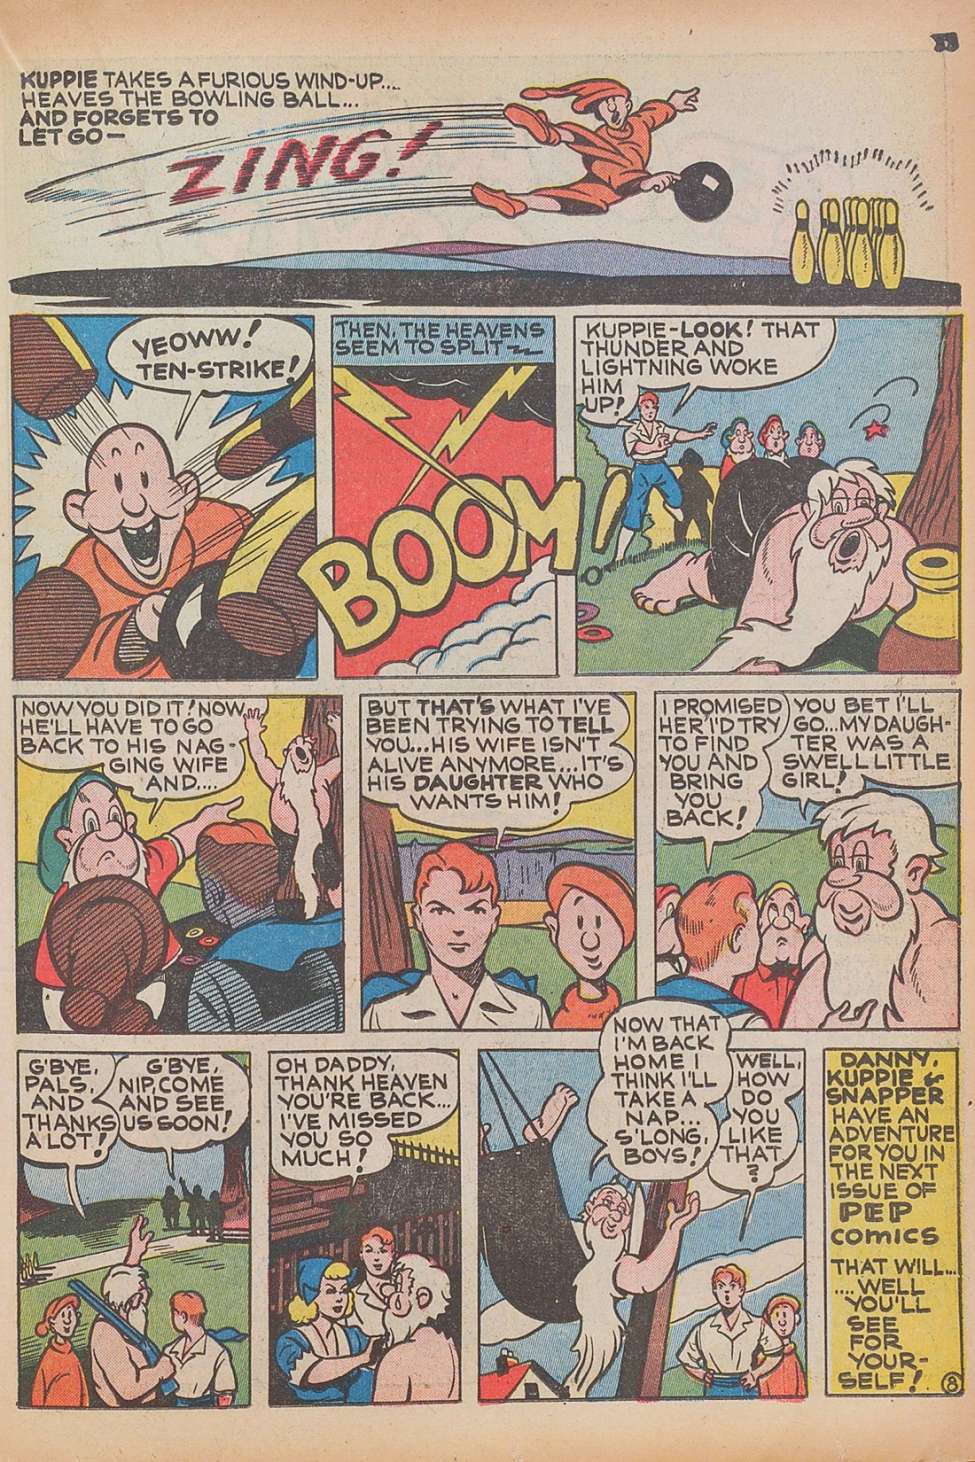 KUPPIE TAKES A FURIOUS WIND-UP....
HEAVES THE BOWLING BALL...
AND FORGETS TO
LET GO—
ZING!
YEOWW!
TEN-STRIKE!
THEN, THE HEAVENS
SEEM TO SPLIT—
BOOM!
KUPPIE-LOOK! THAT
THUNDER AND
LIGHTNING WOKE
HIM
UP!
NOW YOU DID IT! NOW
HE'LL HAVE TO GO
BACK TO HIS NAG-
GING WIFE
AND....
BUT THAT'S WHAT I'VE
BEEN TRYING TO TELL
YOU...HIS WIFE ISN'T
ALIVE ANYMORE...IT'S
HIS DAUGHTER WHO
WANTS HIM!
I PROMISED
HER I'D TRY
TO FIND
YOU AND
BRING
YOU
BACK!
YOU BET I'LL
GO...MY DAUGH-
TER WAS A
SWELL LITTLE
GIRL!
G'BYE,
PALS,
AND
THANKS
A LOT!
G'BYE,
NIP, COME
AND SEE
US SOON!
OH DADDY,
THANK HEAVEN
YOU'RE BACK...
I'VE MISSED
YOU SO
MUCH!
NOW THAT
I'M BACK
HOME I
THINK I'LL
TAKE A
NAP...
S'LONG,
BOYS!
WELL,
HOW
DO
YOU
LIKE
THAT
?
DANNY,
KUPPIE &
SNAPPER
HAVE AN
ADVENTURE
FOR YOU IN
THE NEXT
ISSUE OF
PEP
COMICS
THAT WILL...
....WELL
YOU'LL
SEE
FOR
YOUR-
SELF!
8